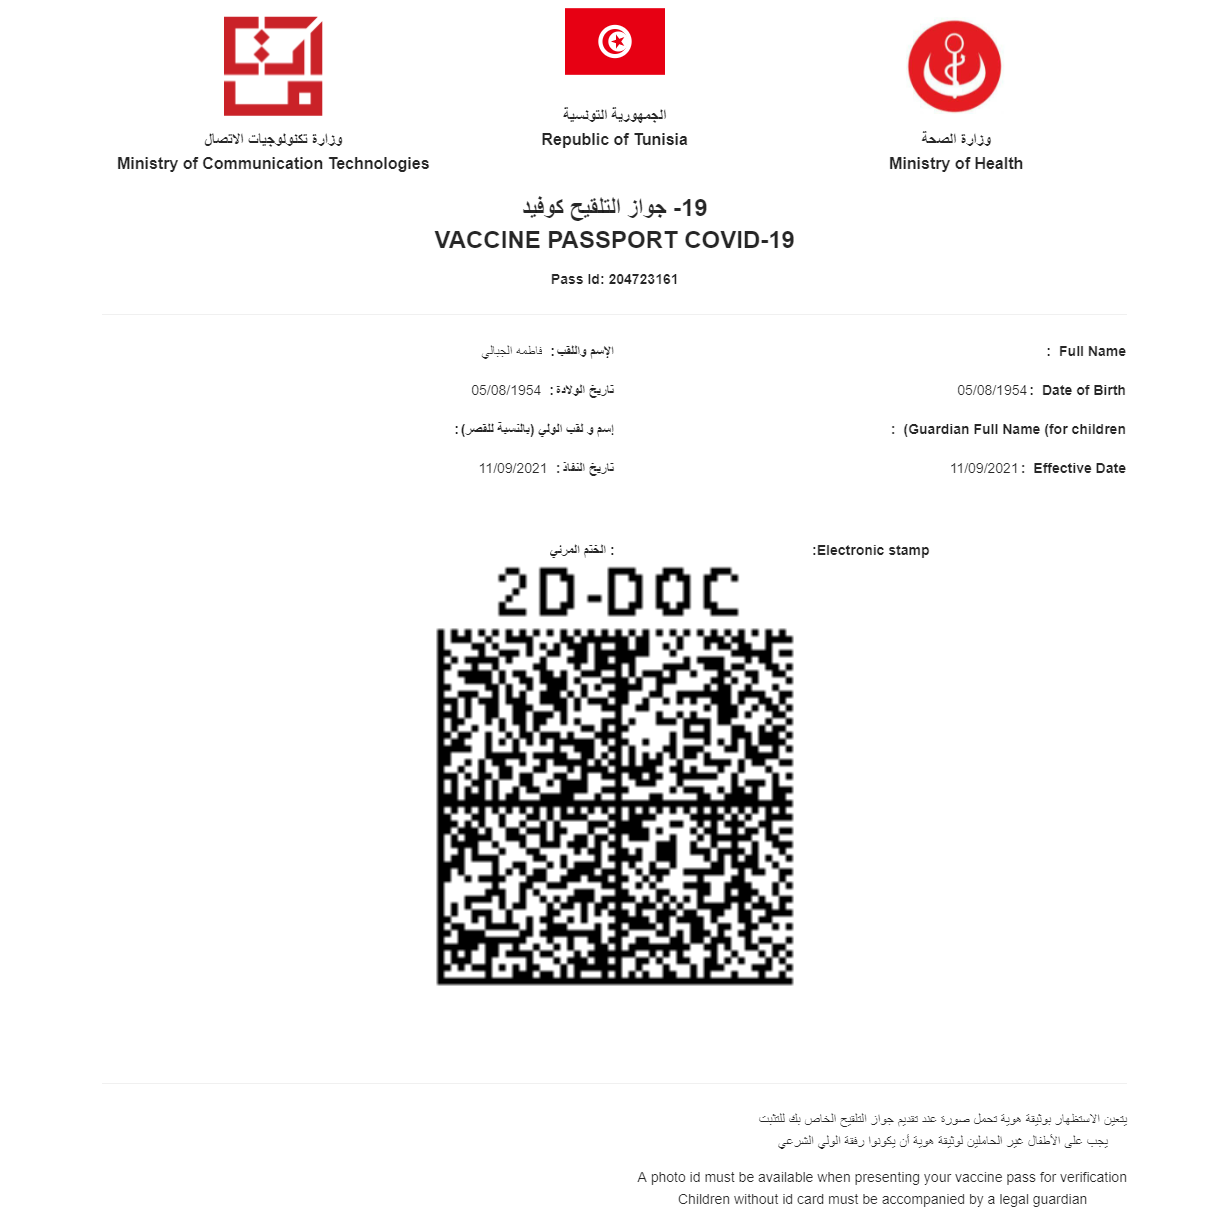 وزارة تكنولوجيات الاتصال
Ministry of Communication Technologies
الجمهورية التونسية
Republic of Tunisia
وزارة الصحة
Ministry of Health
19- جواز التلقيح كوفيد
VACCINE PASSPORT COVID-19
Pass Id: 204723161
الإسم واللقب : فاطمه الجبالي
: Full Name
تاريخ الولادة : 05/08/1954
05/08/1954 : Date of Birth
إسم و لقب الولي (بالنسبة للقصر) :
: (Guardian Full Name (for children
تاريخ النفاذ : 11/09/2021
11/09/2021 : Effective Date
: الختم المرني
:Electronic stamp
2D-DOC
يتعين الاستظهار بوثيقة هوية تحمل صورة عند تقديم جواز التلقيح الخاص بك للتثبت
يجب على الأطفال غير الحاملين لوثيقة هوية أن يكونوا رفقة الولي الشرعي
A photo id must be available when presenting your vaccine pass for verification
Children without id card must be accompanied by a legal guardian